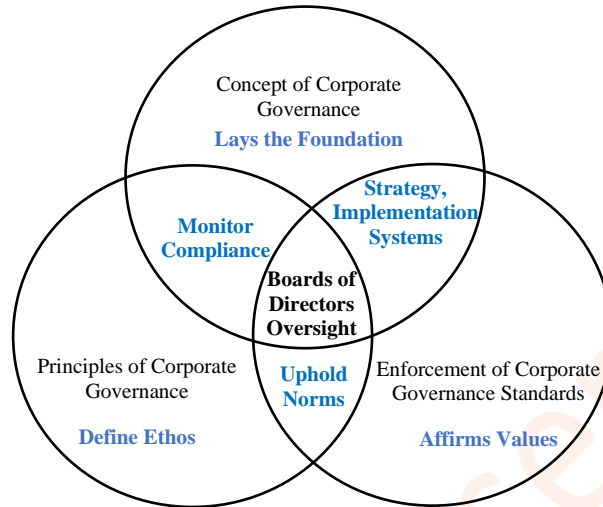 Concept of Corporate
Governance
Lays the Foundation
Strategy,
Implementation
Systems
Monitor
Compliance
Boards of
Directors
Oversight
Principles of Corporate
Governance
Define Ethos
Uphold
Norms
Enforcement of Corporate
Governance Standards
Affirms Values